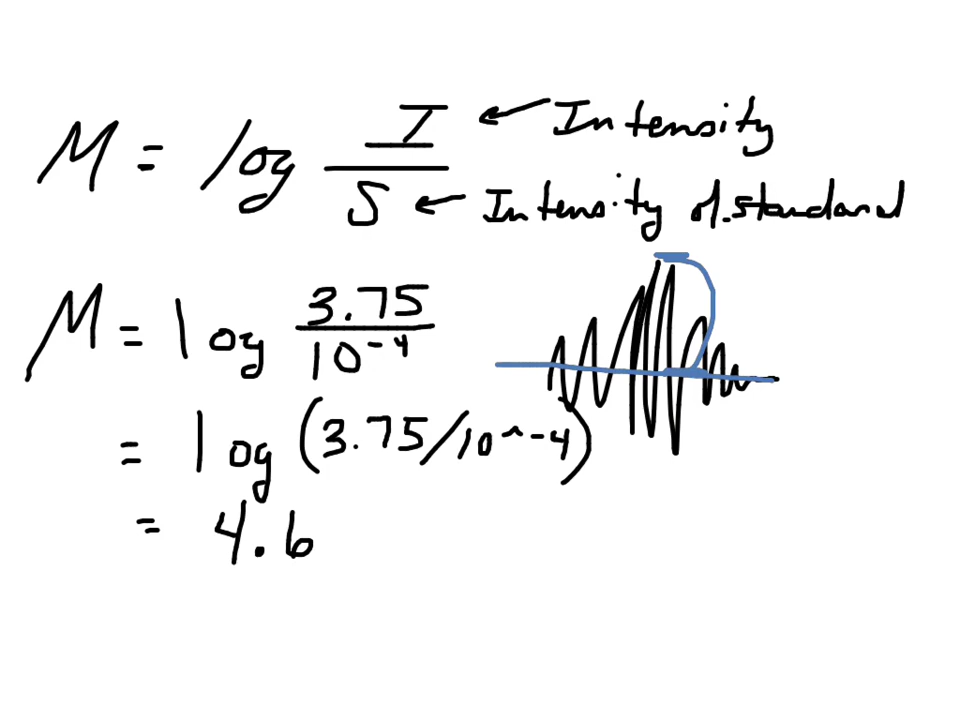 M = log I/S ← Intensity
← Intensity of standard
M = log 3.75/10⁻⁴
= log (3.75/10^-4)
= 4.6